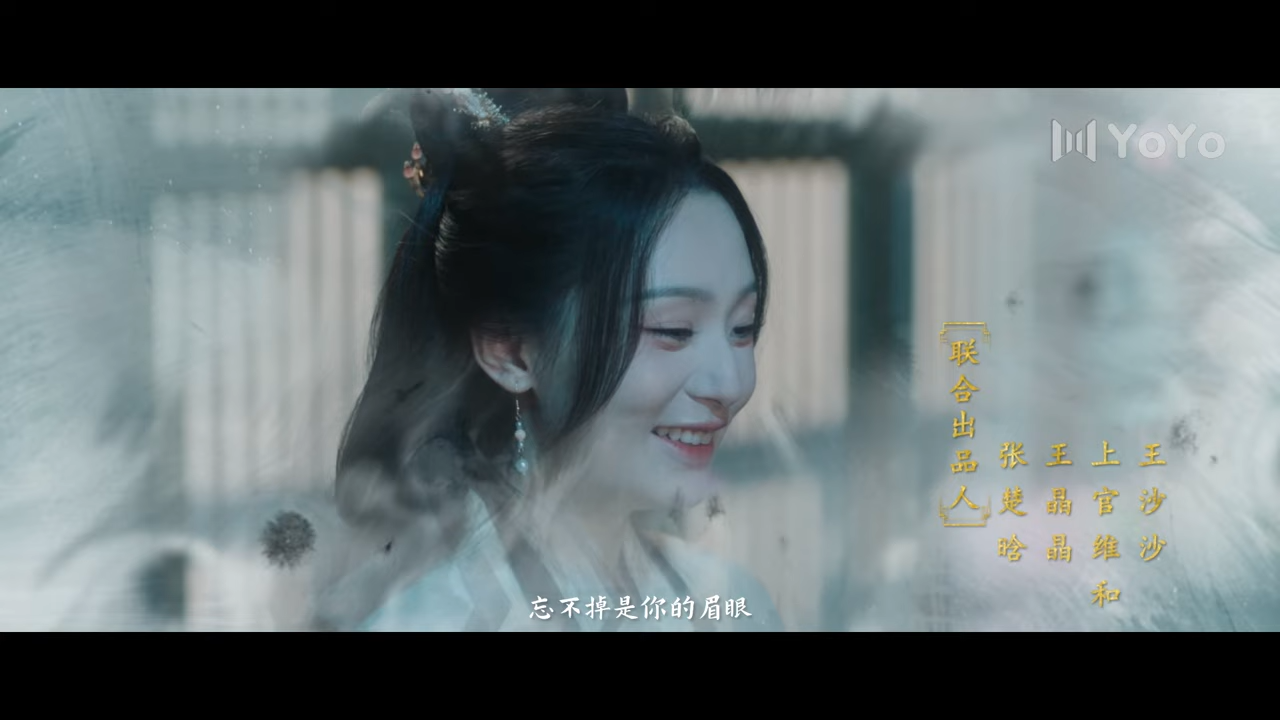 YoYo
联合出品人
张楚晗
王晶晶
上官维和
王沙沙
忘不掉是你的眉眼